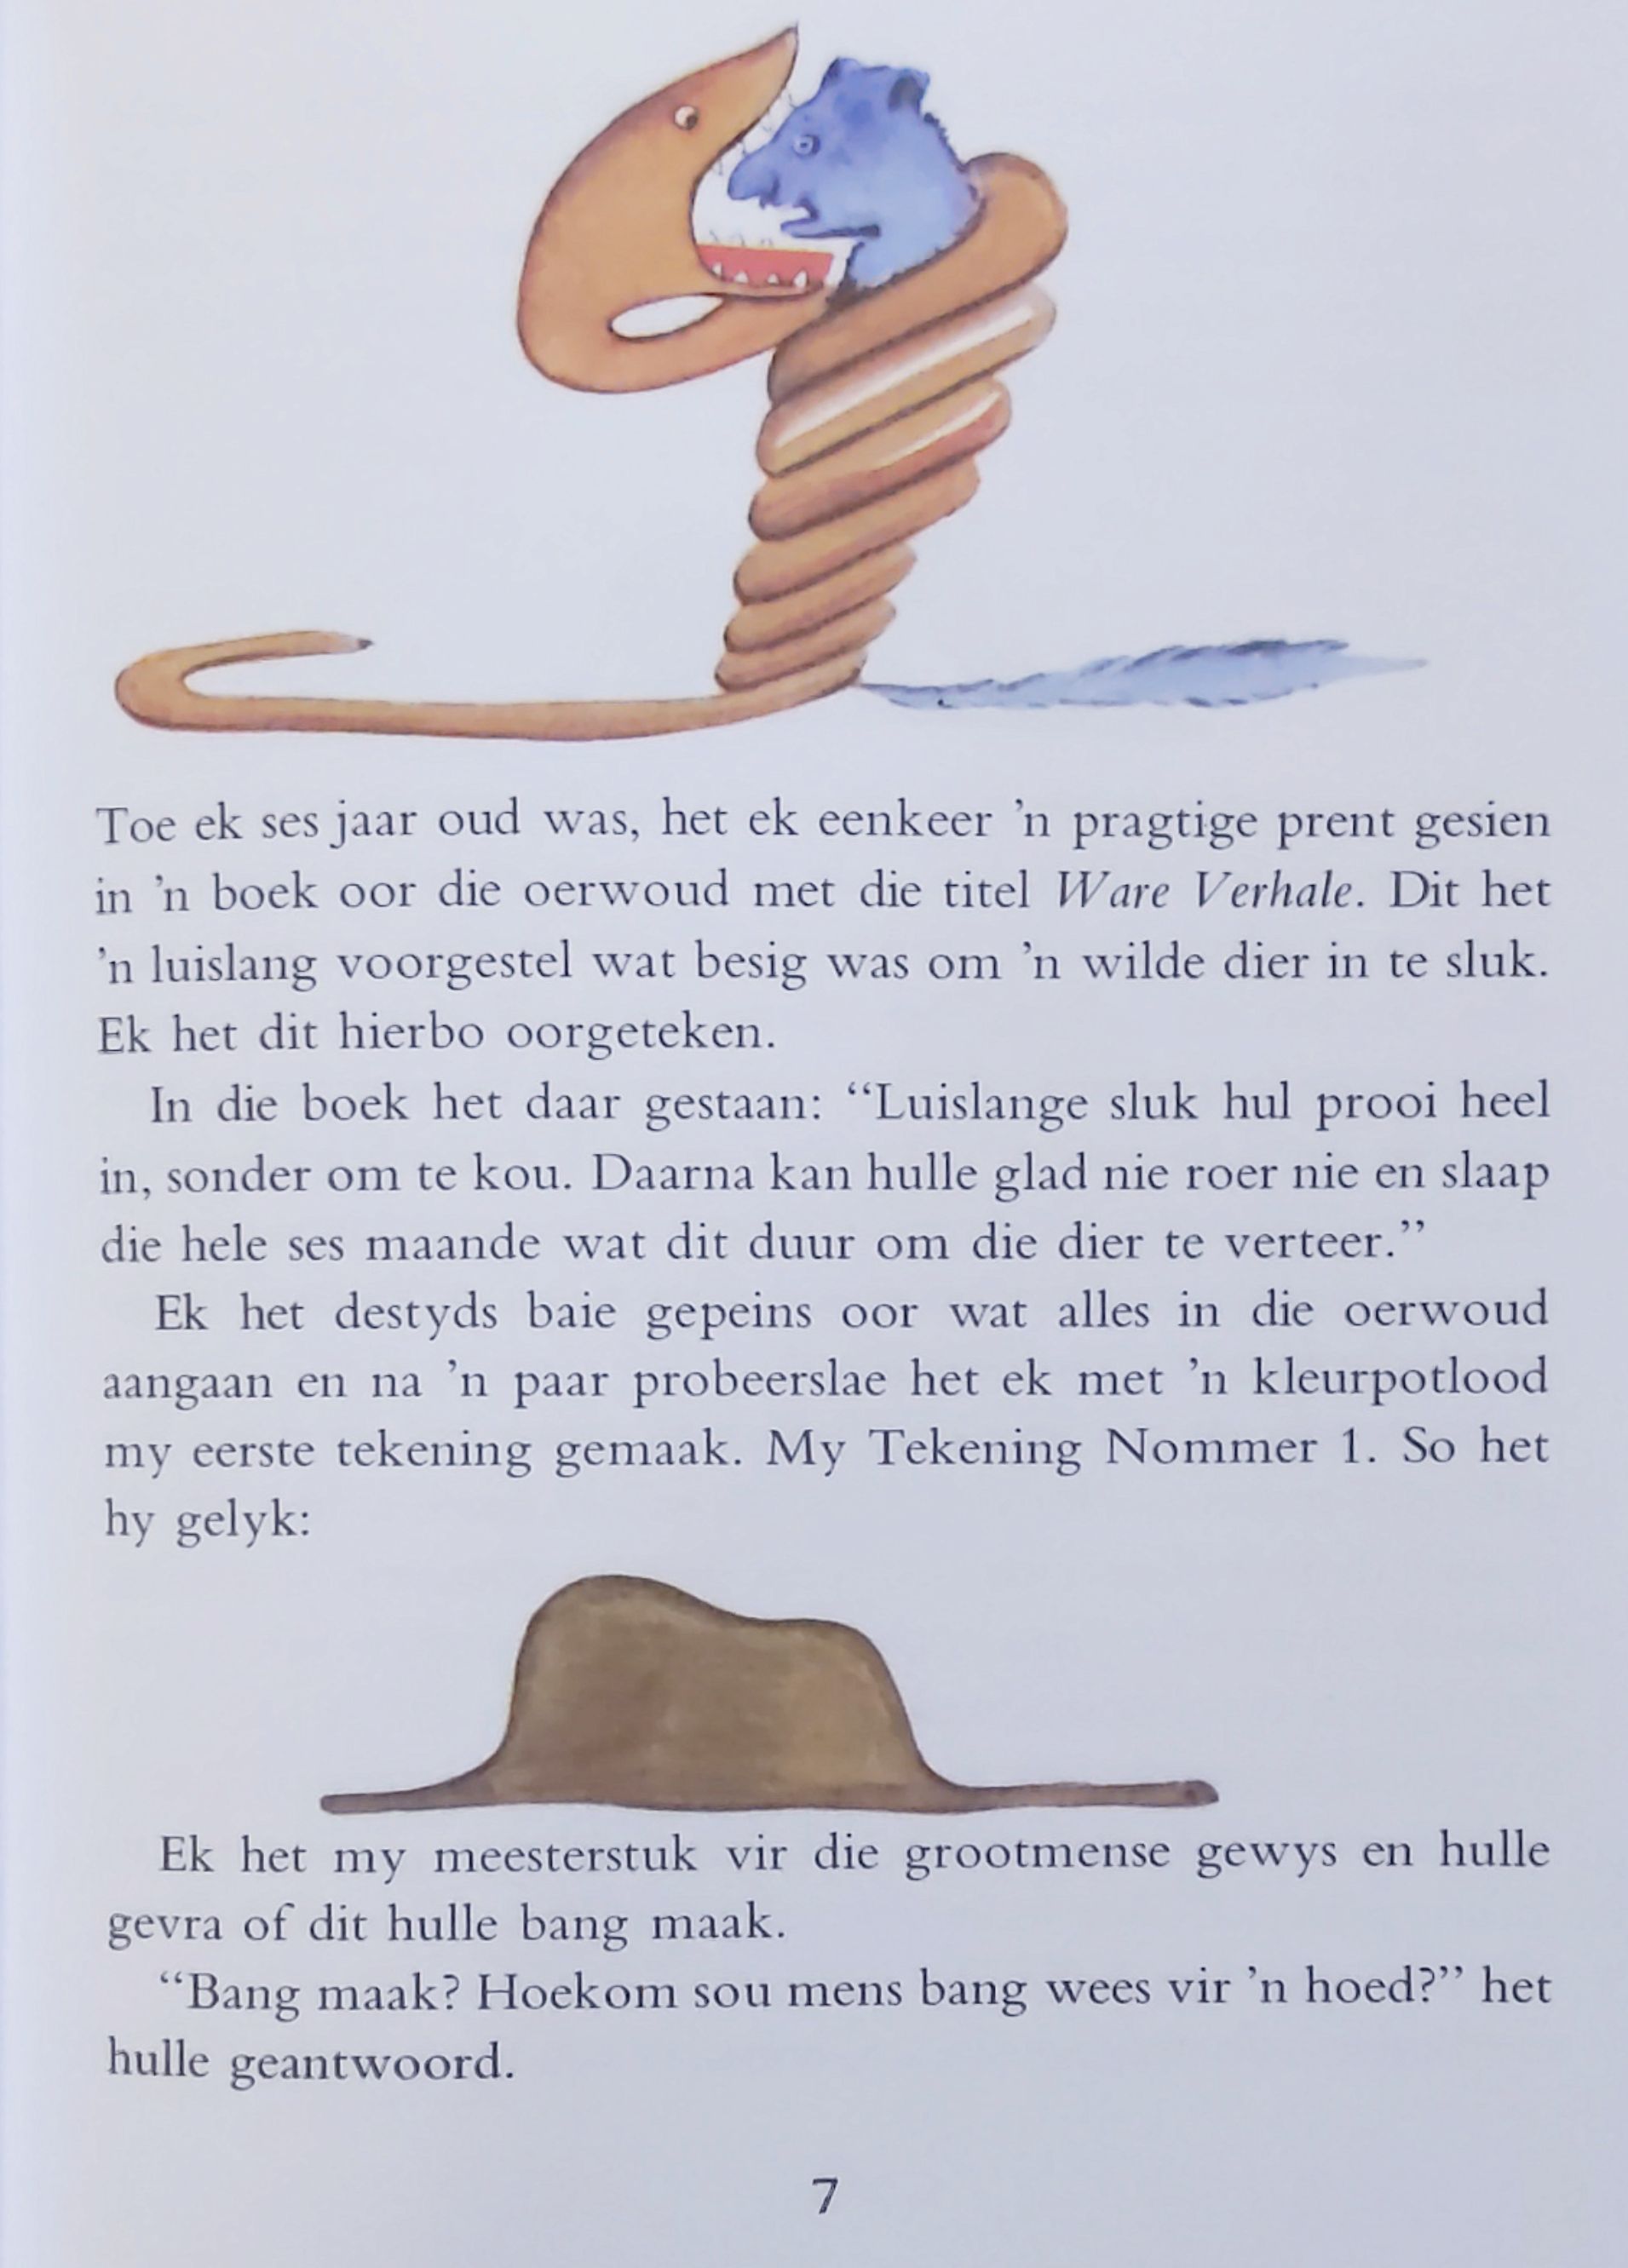 Toe ek ses jaar oud was, het ek eenkeer ’n pragtige prent gesien
in ’n boek oor die oerwoud met die titel Ware Verhale. Dit het
’n luislang voorgestel wat besig was om ’n wilde dier in te sluk.
Ek het dit hierbo oorgeteken.
In die boek het daar gestaan: “Luislange sluk hul prooi heel
in, sonder om te kou. Daarna kan hulle glad nie roer nie en slaap
die hele ses maande wat dit duur om die dier te verteer.”
Ek het destyds baie gepeins oor wat alles in die oerwoud
aangaan en na ’n paar probeerslae het ek met ’n kleurpotlood
my eerste tekening gemaak. My Tekening Nommer 1. So het
hy gelyk:
Ek het my meesterstuk vir die grootmense gewys en hulle
gevra of dit hulle bang maak.
“Bang maak? Hoekom sou mens bang wees vir ’n hoed?” het
hulle geantwoord.
7